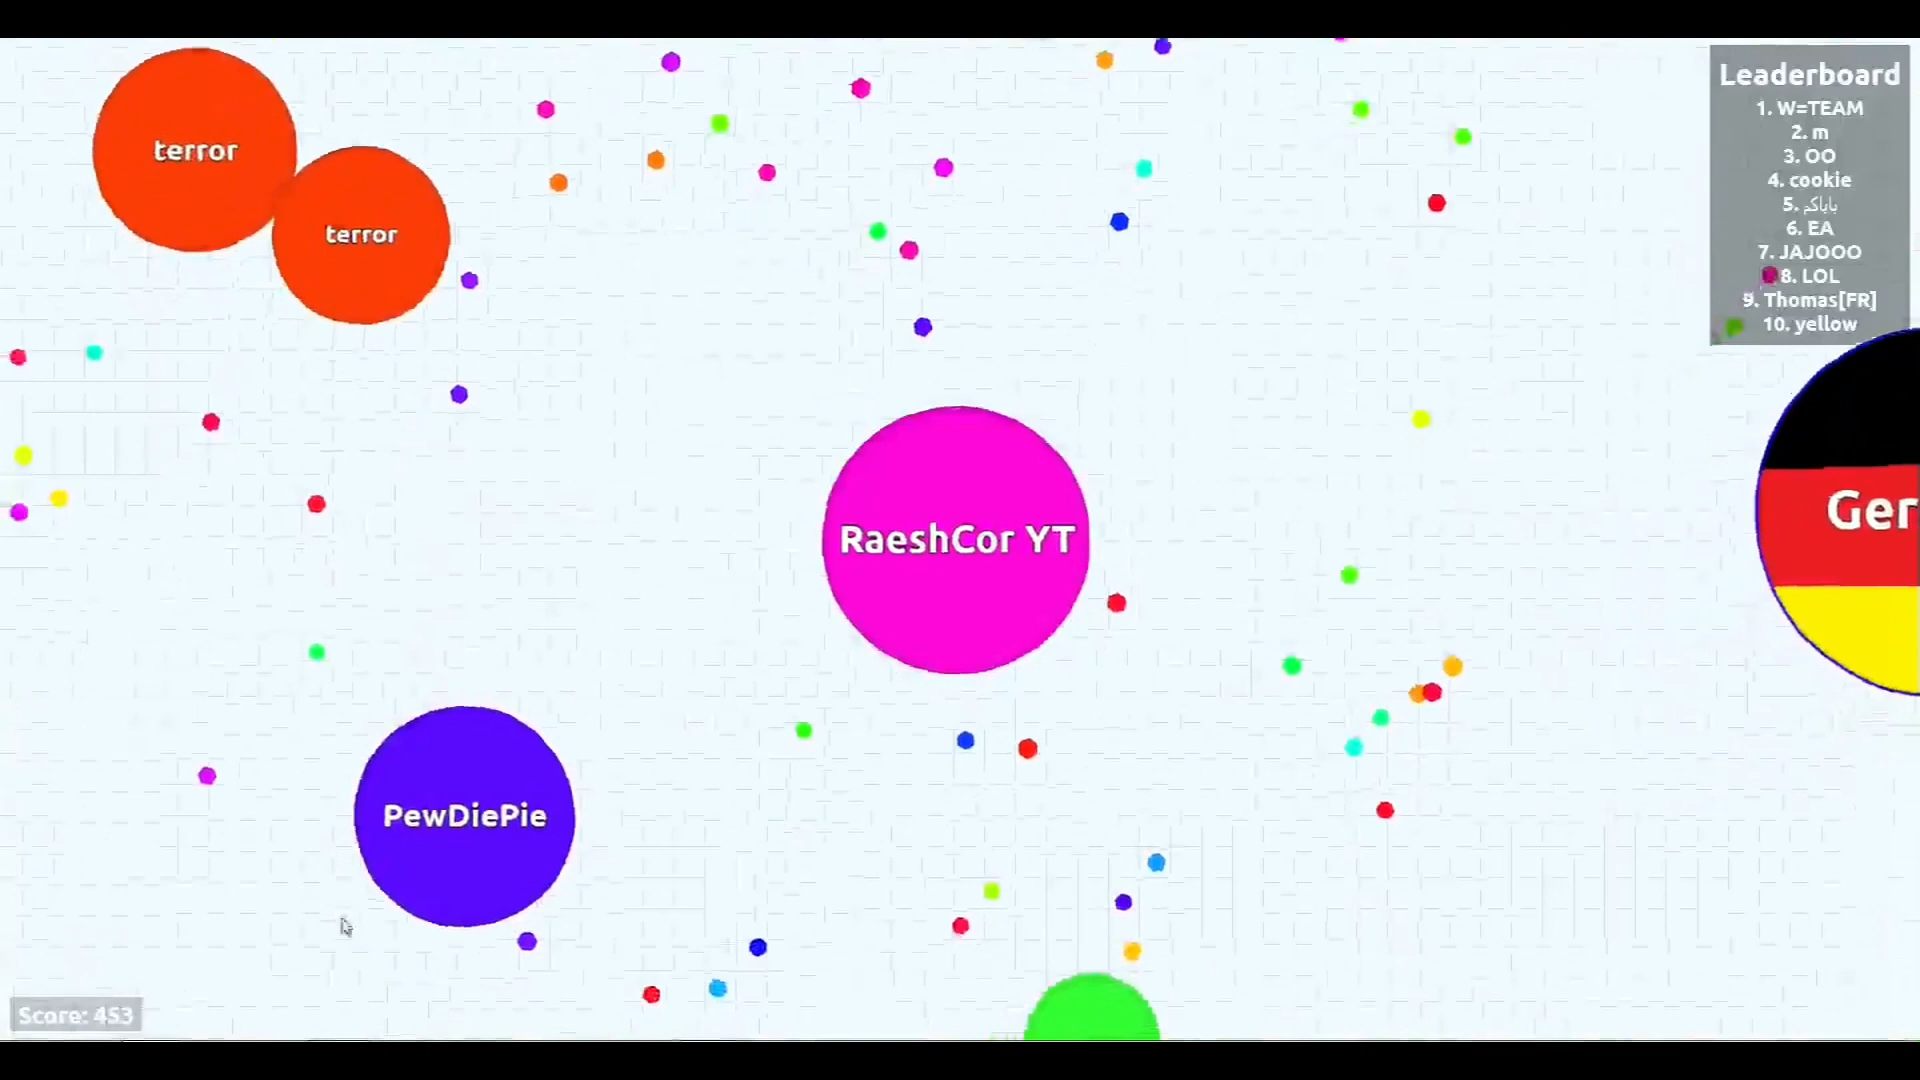 Leaderboard
1. W=TEAM
2. m
3. OO
4. cookie
5. باباكم
6. EA
7. JAJOOO
8. LOL
9. Thomas[FR]
10. yellow
terror
terror
Ger
RaeshCor YT
PewDiePie
Score: 453